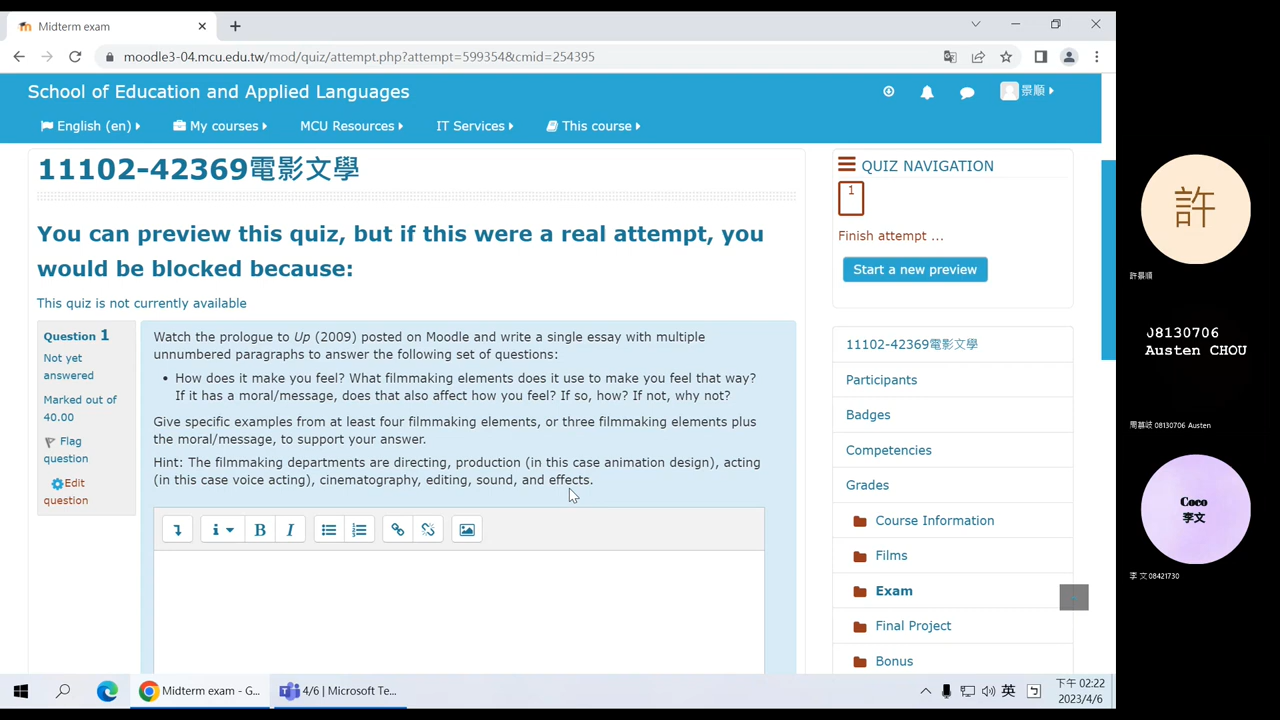 Midterm exam
moodle3-04.mcu.edu.tw/mod/quiz/attempt.php?attempt=599354&cmid=254395
School of Education and Applied Languages
景順
English (en)
My courses
MCU Resources
IT Services
This course
11102-42369電影文學
You can preview this quiz, but if this were a real attempt, you
would be blocked because:
This quiz is not currently available
Question 1
Not yet
answered
Marked out of
40.00
Flag
question
Edit
question
Watch the prologue to Up (2009) posted on Moodle and write a single essay with multiple
unnumbered paragraphs to answer the following set of questions:
• How does it make you feel? What filmmaking elements does it use to make you feel that way?
If it has a moral/message, does that also affect how you feel? If so, how? If not, why not?
Give specific examples from at least four filmmaking elements, or three filmmaking elements plus
the moral/message, to support your answer.
Hint: The filmmaking departments are directing, production (in this case animation design), acting
(in this case voice acting), cinematography, editing, sound, and effects.
i
B
I
QUIZ NAVIGATION
1
Finish attempt ...
Start a new preview
11102-42369電影文學
Participants
Badges
Competencies
Grades
Course Information
Films
Exam
Final Project
Bonus
許
許景順
08130706
Austen CHOU
08130706 Austen
Coco
李文
李 文 08421730
Midterm exam - G...
4/6 | Microsoft Te...
英
下午 02:22
2023/4/6